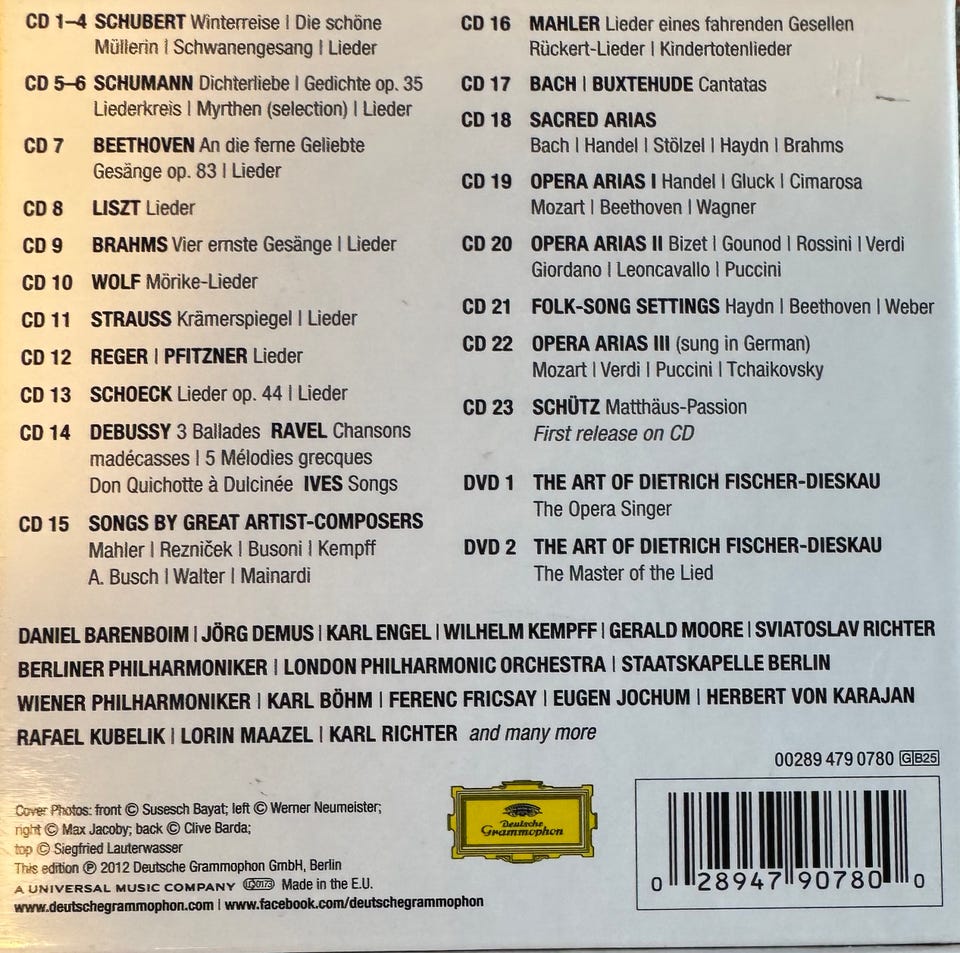 CD 1–4 SCHUBERT Winterreise | Die schöne
Müllerin | Schwanengesang | Lieder
CD 5–6 SCHUMANN Dichterliebe | Gedichte op. 35
Liederkreis | Myrthen (selection) | Lieder
CD 7 BEETHOVEN An die ferne Geliebte
Gesänge op. 83 | Lieder
CD 8 LISZT Lieder
CD 9 BRAHMS Vier ernste Gesänge | Lieder
CD 10 WOLF Mörike-Lieder
CD 11 STRAUSS Krämerspiegel | Lieder
CD 12 REGER | PFITZNER Lieder
CD 13 SCHOECK Lieder op. 44 | Lieder
CD 14 DEBUSSY 3 Ballades RAVEL Chansons
madécasses | 5 Mélodies grecques
Don Quichotte à Dulcinée IVES Songs
CD 15 SONGS BY GREAT ARTIST-COMPOSERS
Mahler | Rezniček | Busoni | Kempff
A. Busch | Walter | Mainardi
CD 16 MAHLER Lieder eines fahrenden Gesellen
Rückert-Lieder | Kindertotenlieder
CD 17 BACH | BUXTEHUDE Cantatas
CD 18 SACRED ARIAS
Bach | Handel | Stölzel | Haydn | Brahms
CD 19 OPERA ARIAS I Handel | Gluck | Cimarosa
Mozart | Beethoven | Wagner
CD 20 OPERA ARIAS II Bizet | Gounod | Rossini | Verdi
Giordano | Leoncavallo | Puccini
CD 21 FOLK-SONG SETTINGS Haydn | Beethoven | Weber
CD 22 OPERA ARIAS III (sung in German)
Mozart | Verdi | Puccini | Tchaikovsky
CD 23 SCHÜTZ Matthäus-Passion
First release on CD
DVD 1 THE ART OF DIETRICH FISCHER-DIESKAU
The Opera Singer
DVD 2 THE ART OF DIETRICH FISCHER-DIESKAU
The Master of the Lied
DANIEL BARENBOIM | JÖRG DEMUS | KARL ENGEL | WILHELM KEMPFF | GERALD MOORE | SVIATOSLAV RICHTER
BERLINER PHILHARMONIKER | LONDON PHILHARMONIC ORCHESTRA | STAATSKAPELLE BERLIN
WIENER PHILHARMONIKER | KARL BÖHM | FERENC FRICSAY | EUGEN JOCHUM | HERBERT VON KARAJAN
RAFAEL KUBELIK | LORIN MAAZEL | KARL RICHTER and many more
00289 479 0780 GB25
Cover Photos: front © Susesch Bayat; left © Werner Neumeister;
right © Max Jacoby; back © Clive Barda;
top © Siegfried Lauterwasser
This edition ℗ 2012 Deutsche Grammophon GmbH, Berlin
A UNIVERSAL MUSIC COMPANY LC0173 Made in the E.U.
www.deutschegrammophon.com | www.facebook.com/deutschegrammophon
Deutsche
Grammophon
0 28947 90780 0